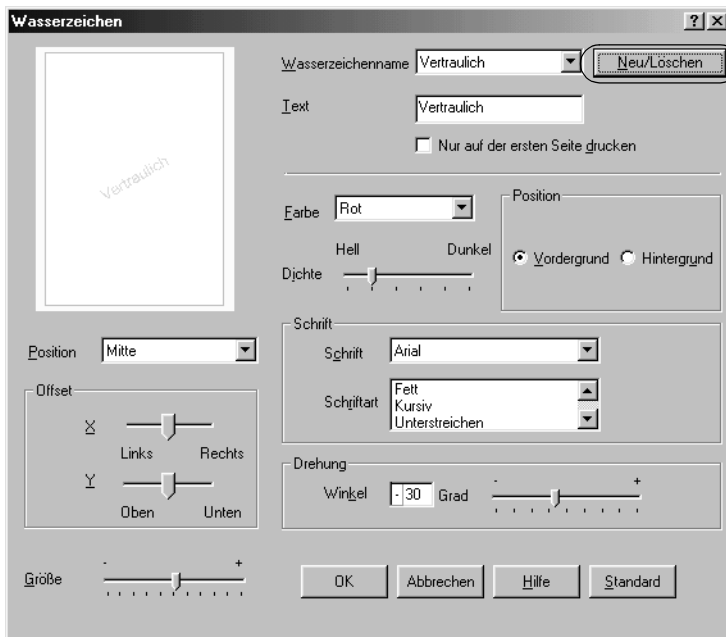 Wasserzeichen
Vertraulich
Wasserzeichenname Vertraulich Neu/Löschen
Text Vertraulich
Nur auf der ersten Seite drucken
Farbe Rot
Hell Dunkel
Dichte
Position
Vordergrund Hintergrund
Position Mitte
Offset
X
Links Rechts
Y
Oben Unten
Größe - +
Schrift
Schrift Arial
Schriftart Fett
Kursiv
Unterstreichen
Drehung
Winkel - 30 Grad - +
OK Abbrechen Hilfe Standard